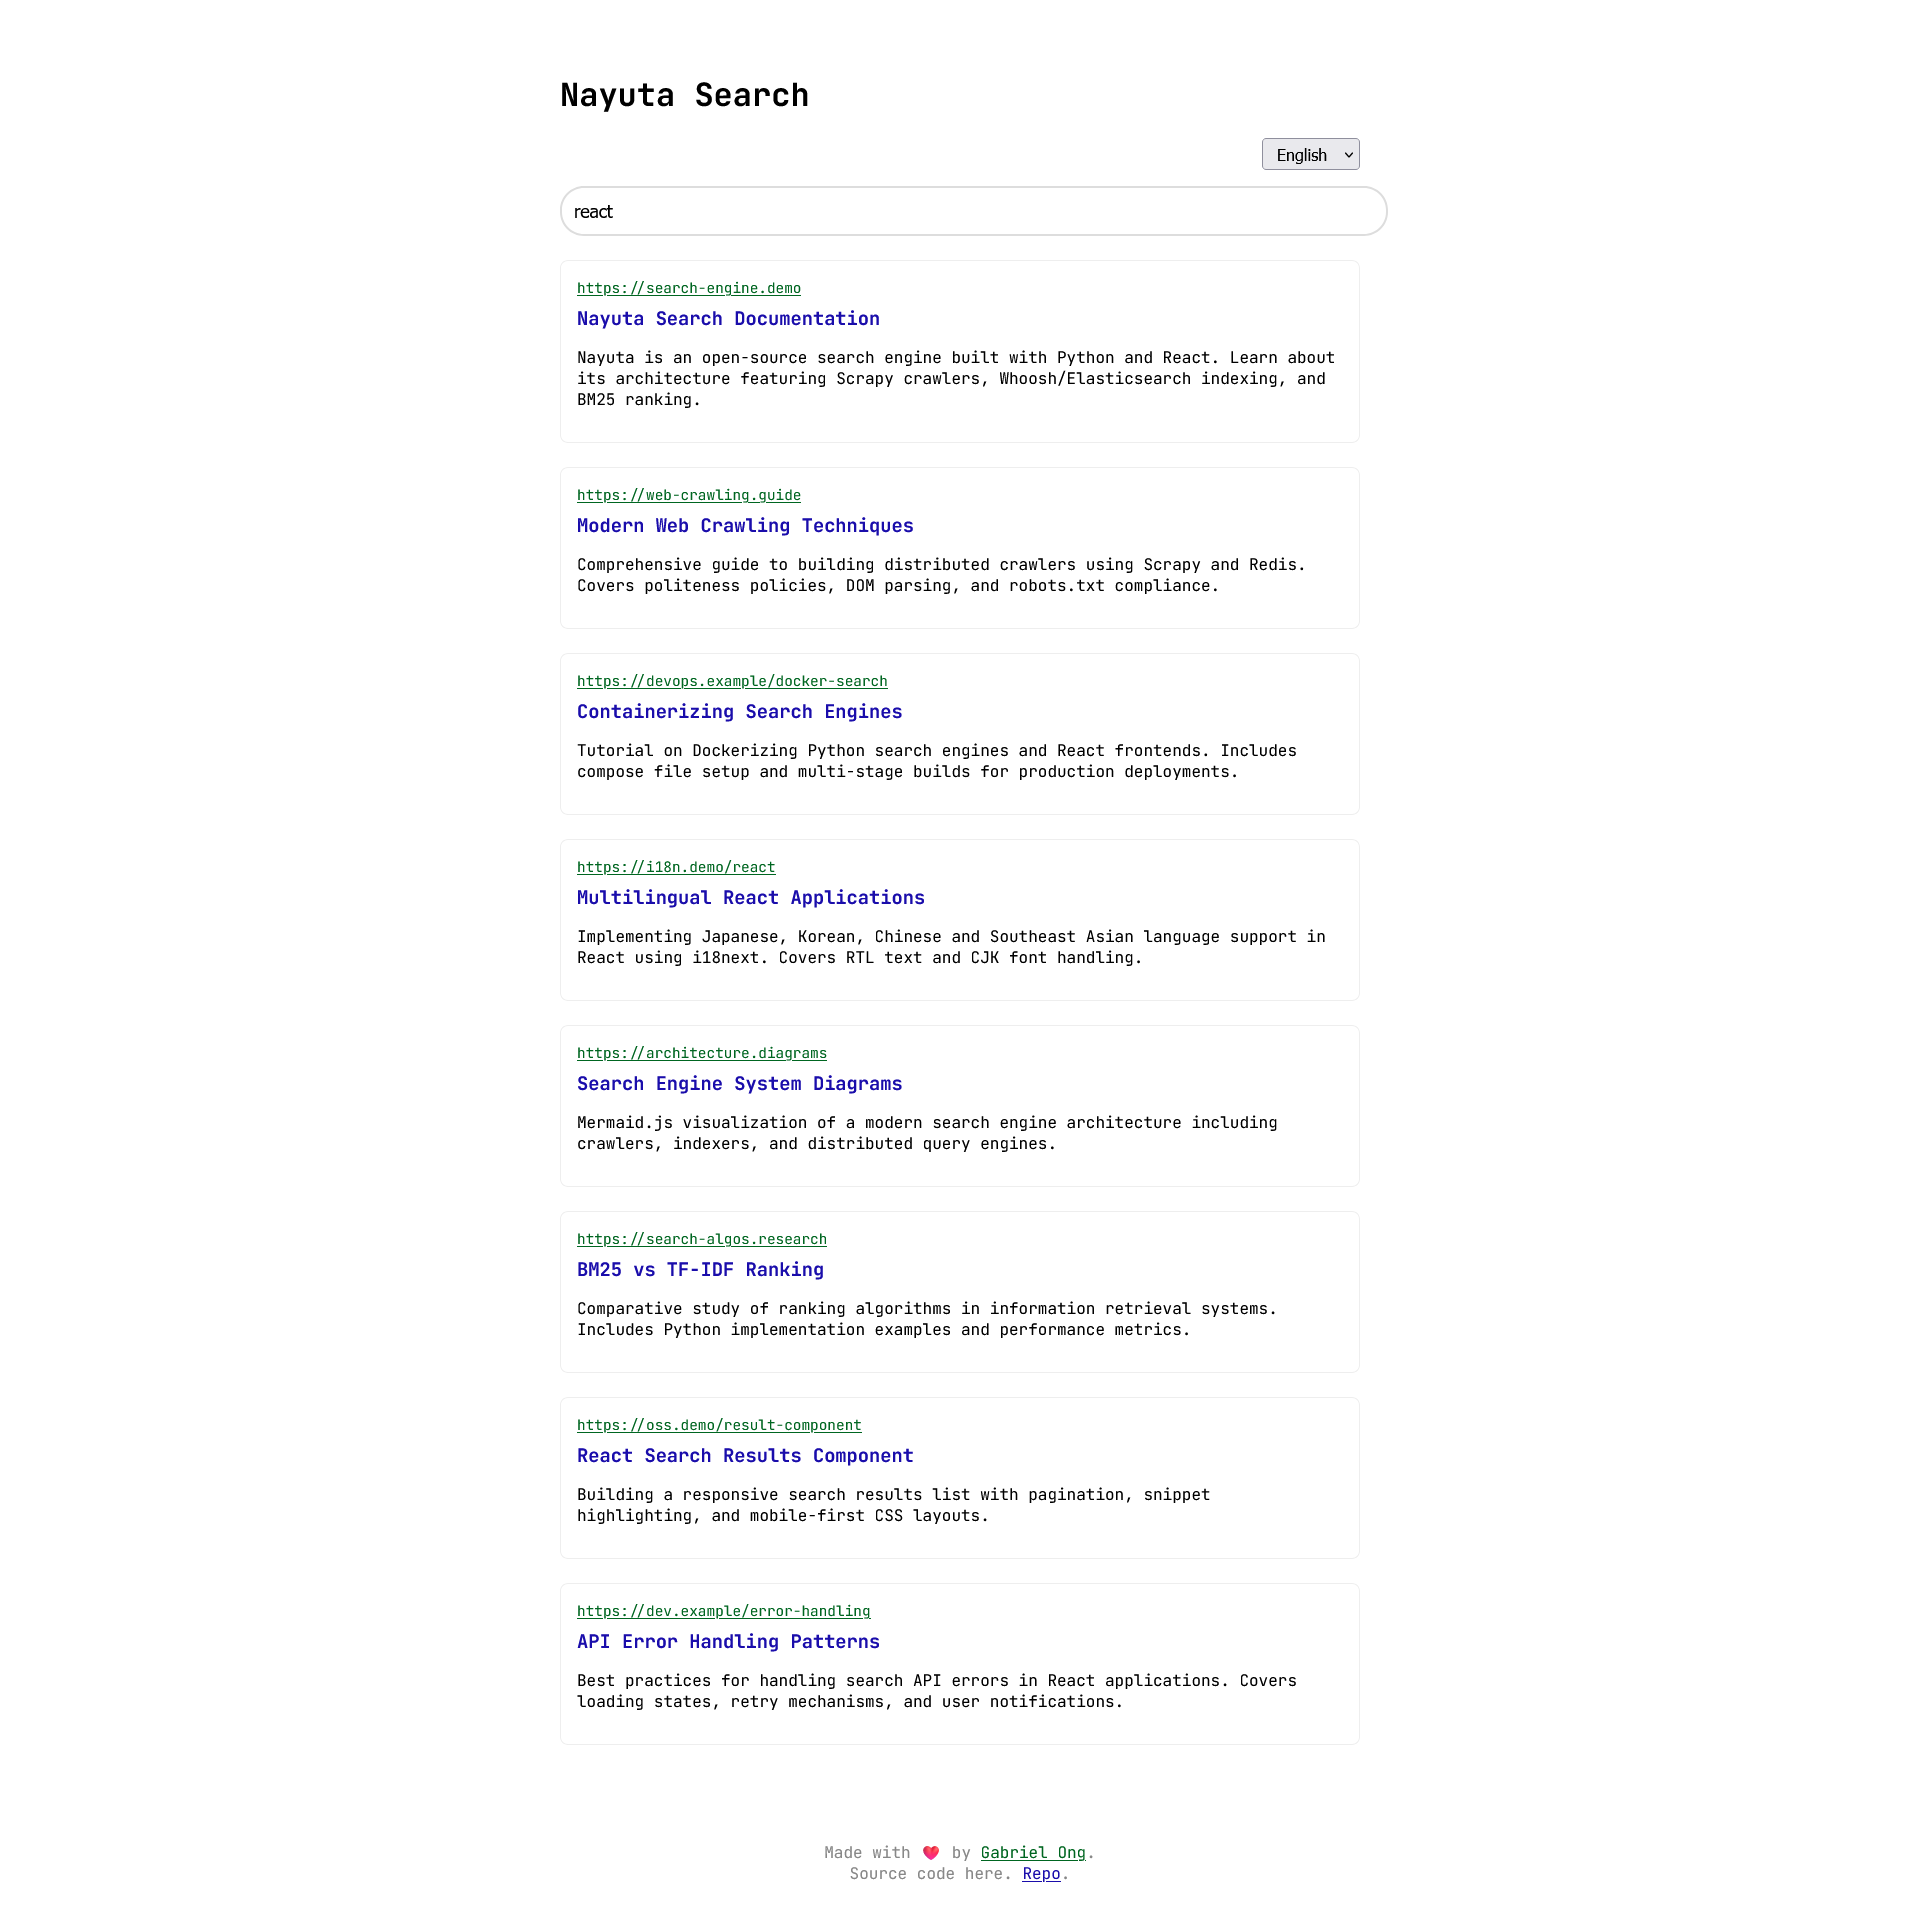 Nayuta Search
English
react
https://search-engine.demo
Nayuta Search Documentation
Nayuta is an open-source search engine built with Python and React. Learn about
its architecture featuring Scrapy crawlers, Whoosh/Elasticsearch indexing, and
BM25 ranking.
https://web-crawling.guide
Modern Web Crawling Techniques
Comprehensive guide to building distributed crawlers using Scrapy and Redis.
Covers politeness policies, DOM parsing, and robots.txt compliance.
https://devops.example/docker-search
Containerizing Search Engines
Tutorial on Dockerizing Python search engines and React frontends. Includes
compose file setup and multi-stage builds for production deployments.
https://i18n.demo/react
Multilingual React Applications
Implementing Japanese, Korean, Chinese and Southeast Asian language support in
React using i18next. Covers RTL text and CJK font handling.
https://architecture.diagrams
Search Engine System Diagrams
Mermaid.js visualization of a modern search engine architecture including
crawlers, indexers, and distributed query engines.
https://search-algos.research
BM25 vs TF-IDF Ranking
Comparative study of ranking algorithms in information retrieval systems.
Includes Python implementation examples and performance metrics.
https://oss.demo/result-component
React Search Results Component
Building a responsive search results list with pagination, snippet
highlighting, and mobile-first CSS layouts.
https://dev.example/error-handling
API Error Handling Patterns
Best practices for handling search API errors in React applications. Covers
loading states, retry mechanisms, and user notifications.
Made with ❤️ by Gabriel Ong.
Source code here. Repo.